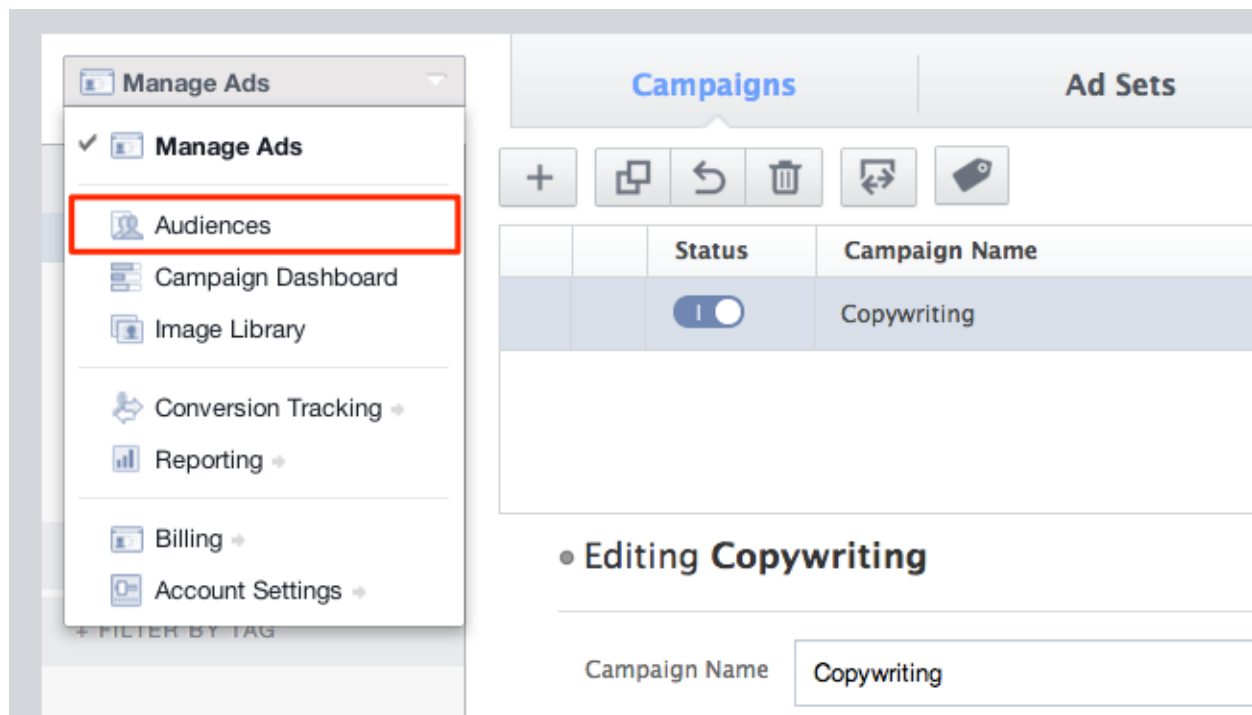 Manage Ads
Manage Ads
Audiences
Campaign Dashboard
Image Library
Conversion Tracking
Reporting
Billing
Account Settings
+ FILTER BY TAG
Campaigns
Ad Sets
Status
Campaign Name
Copywriting
Editing Copywriting
Campaign Name
Copywriting